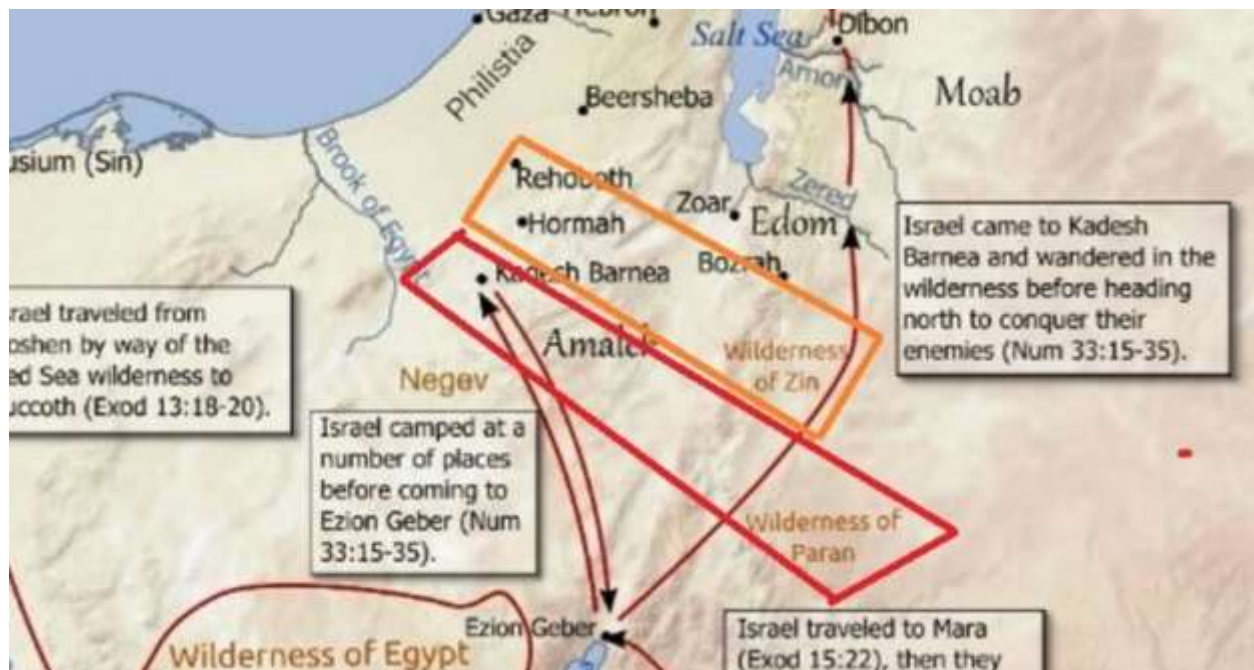 Gaza Hebron
Salt Sea
Dibon
Arnon
Moab
Philistia
Beersheba
usium (Sin)
Brook of Egypt
Rehoboth
Zered
Zoar
Edom
Hormah
Bozrah
Kadesh Barnea
Israel came to Kadesh
Barnea and wandered in the
wilderness before heading
north to conquer their
enemies (Num 33:15-35).
rael traveled from
oshen by way of the
ed Sea wilderness to
uccoth (Exod 13:18-20).
Amalek
Wilderness
of Zin
Negev
Israel camped at a
number of places
before coming to
Ezion Geber (Num
33:15-35).
Wilderness of
Paran
Ezion Geber
Wilderness of Egypt
Israel traveled to Mara
(Exod 15:22), then they